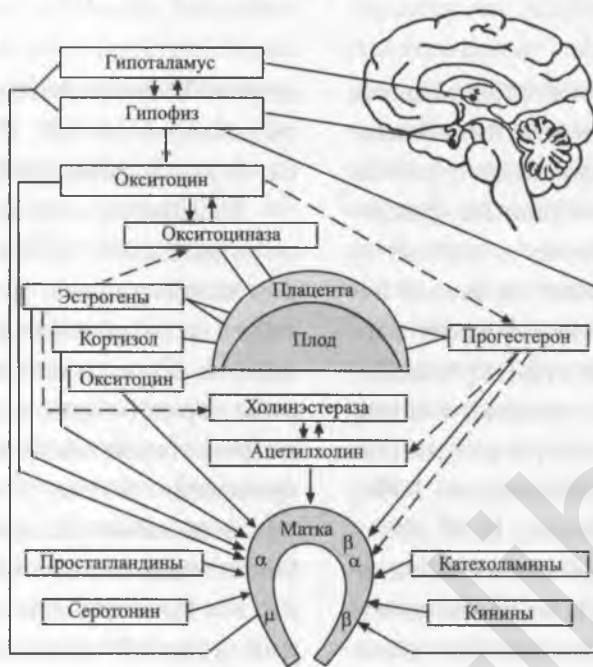 Гипоталамус
Гипофиз
Окситоцин
Окситоциназа
Эстрогены
Плацента
Кортизол
Плод
Прогестерон
Окситоцин
Холинэстераза
Ацетилхолин
Матка
β
α
α
Простагландины
Катехоламины
Серотонин
μ
β
Кинины